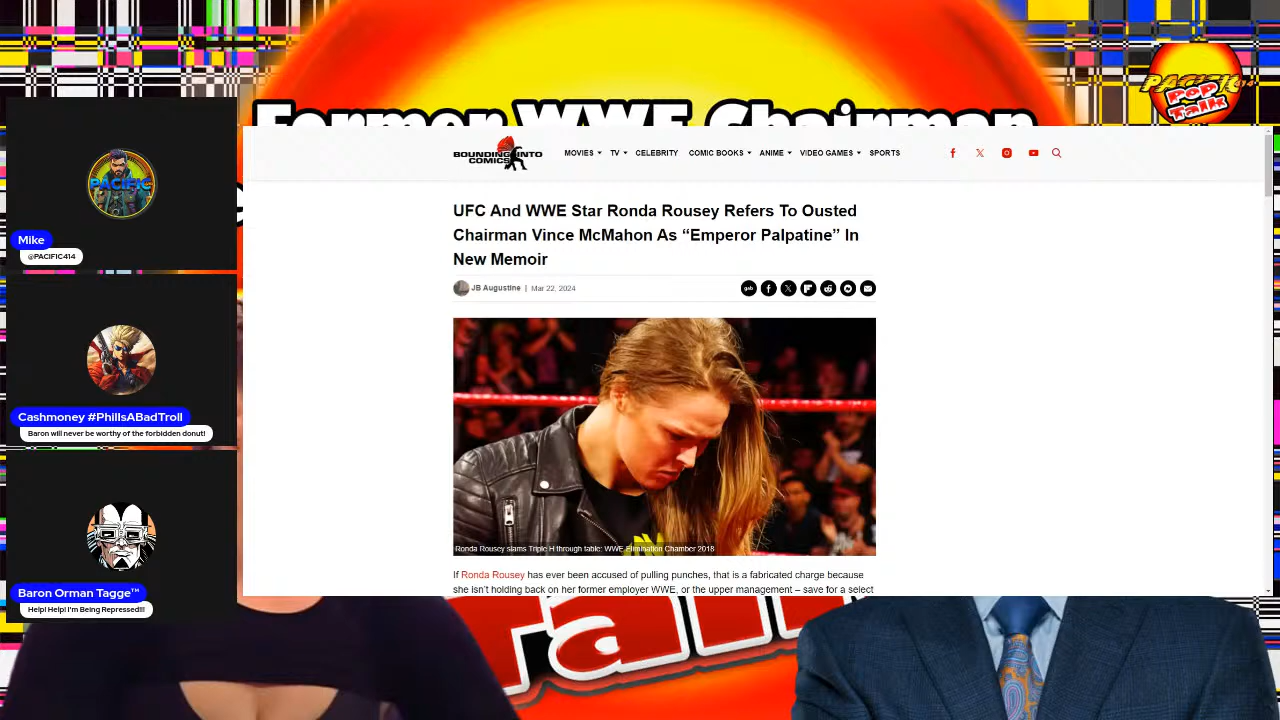 Former WWE Chairman
PACIFIC414
Pop
Talk
BOUNDING INTO
COMICS
MOVIES TV CELEBRITY COMIC BOOKS ANIME VIDEO GAMES SPORTS
UFC And WWE Star Ronda Rousey Refers To Ousted
Chairman Vince McMahon As “Emperor Palpatine” In
New Memoir
JB Augustine | Mar 22, 2024
gab
Ronda Rousey slams Triple H through table: WWE Elimination Chamber 2018
If Ronda Rousey has ever been accused of pulling punches, that is a fabricated charge because
she isn’t holding back on her former employer WWE, or the upper management – save for a select
PACIFIC
Mike
@PACIFIC414
Cashmoney #PhilIsABadTroll
Baron will never be worthy of the forbidden donut!
Baron Orman Tagge™
Help! Help! I'm Being Repressed!!!
Talk